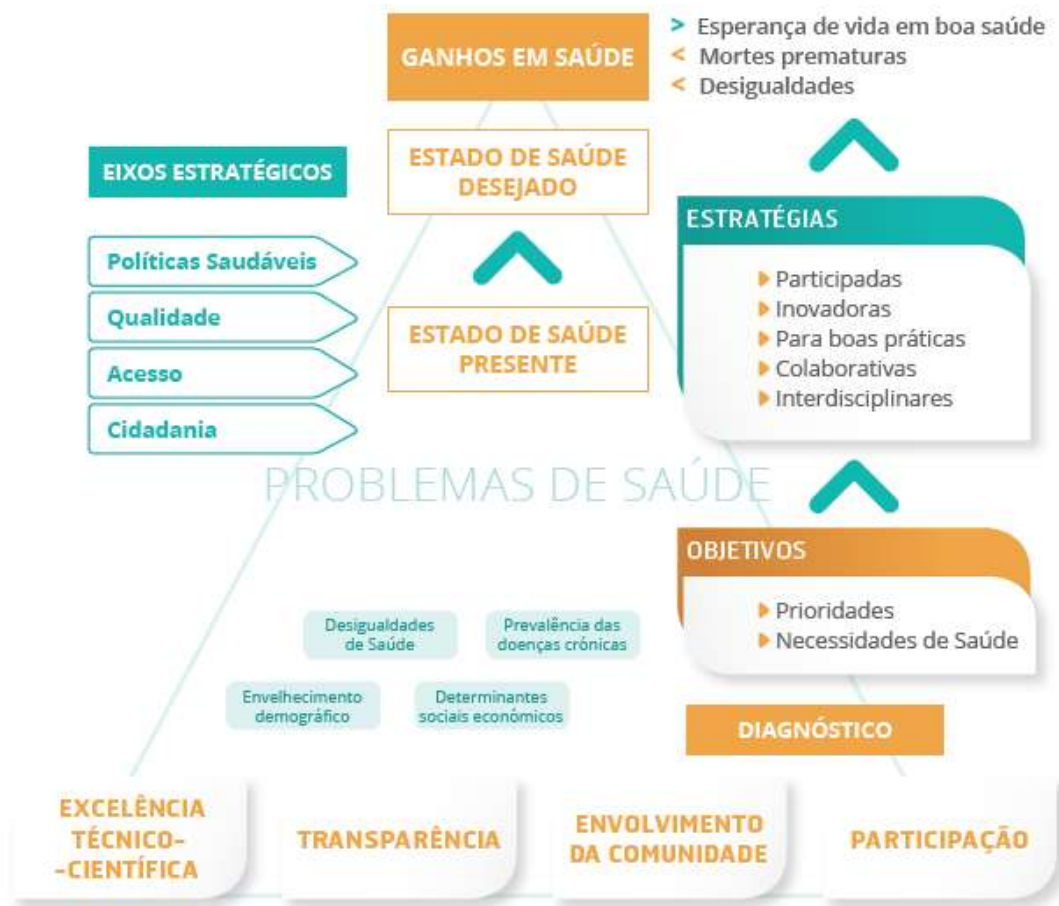 GANHOS EM SAÚDE
> Esperança de vida em boa saúde
< Mortes prematuras
< Desigualdades
EIXOS ESTRATÉGICOS
Políticas Saudáveis
Qualidade
Acesso
Cidadania
ESTADO DE SAÚDE
DESEJADO
ESTADO DE SAÚDE
PRESENTE
ESTRATÉGIAS
Participadas
Inovadoras
Para boas práticas
Colaborativas
Interdisciplinares
PROBLEMAS DE SAÚDE
OBJETIVOS
Prioridades
Necessidades de Saúde
Desigualdades
de Saúde
Prevalência das
doenças crónicas
Envelhecimento
demográfico
Determinantes
sociais económicos
DIAGNÓSTICO
EXCELÊNCIA
TÉCNICO-
-CIENTÍFICA
TRANSPARÊNCIA
ENVOLVIMENTO
DA COMUNIDADE
PARTICIPAÇÃO